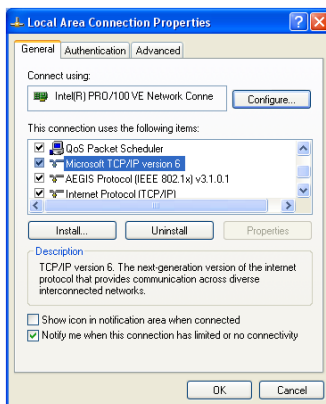 Local Area Connection Properties
General Authentication Advanced
Connect using:
Intel(R) PRO/100 VE Network Conne
Configure...
This connection uses the following items:
QoS Packet Scheduler
Microsoft TCP/IP version 6
AEGIS Protocol (IEEE 802.1x) v3.1.0.1
Internet Protocol (TCP/IP)
Install... Uninstall Properties
Description
TCP/IP version 6. The next-generation version of the internet
protocol that provides communication across diverse
interconnected networks.
Show icon in notification area when connected
Notify me when this connection has limited or no connectivity
OK Cancel